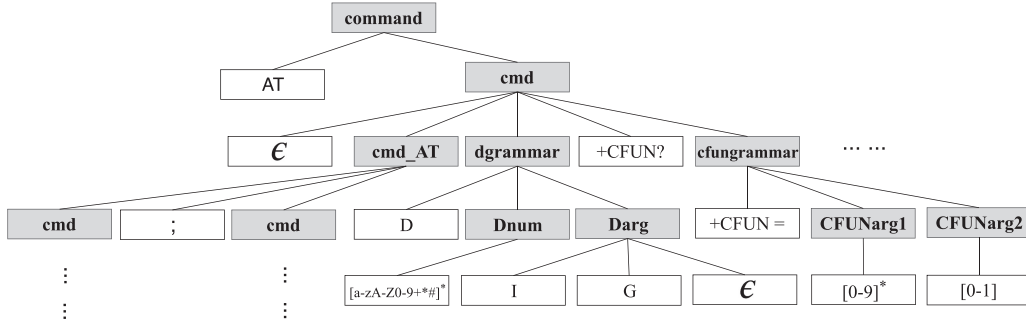 command
AT
cmd
ϵ
cmd_AT
dgrammar
+CFUN?
cfungrammar
... ...
cmd
;
cmd
D
Dnum
Darg
+CFUN =
CFUNarg1
CFUNarg2
[a-zA-Z0-9+*#]*
I
G
ϵ
[0-9]*
[0-1]